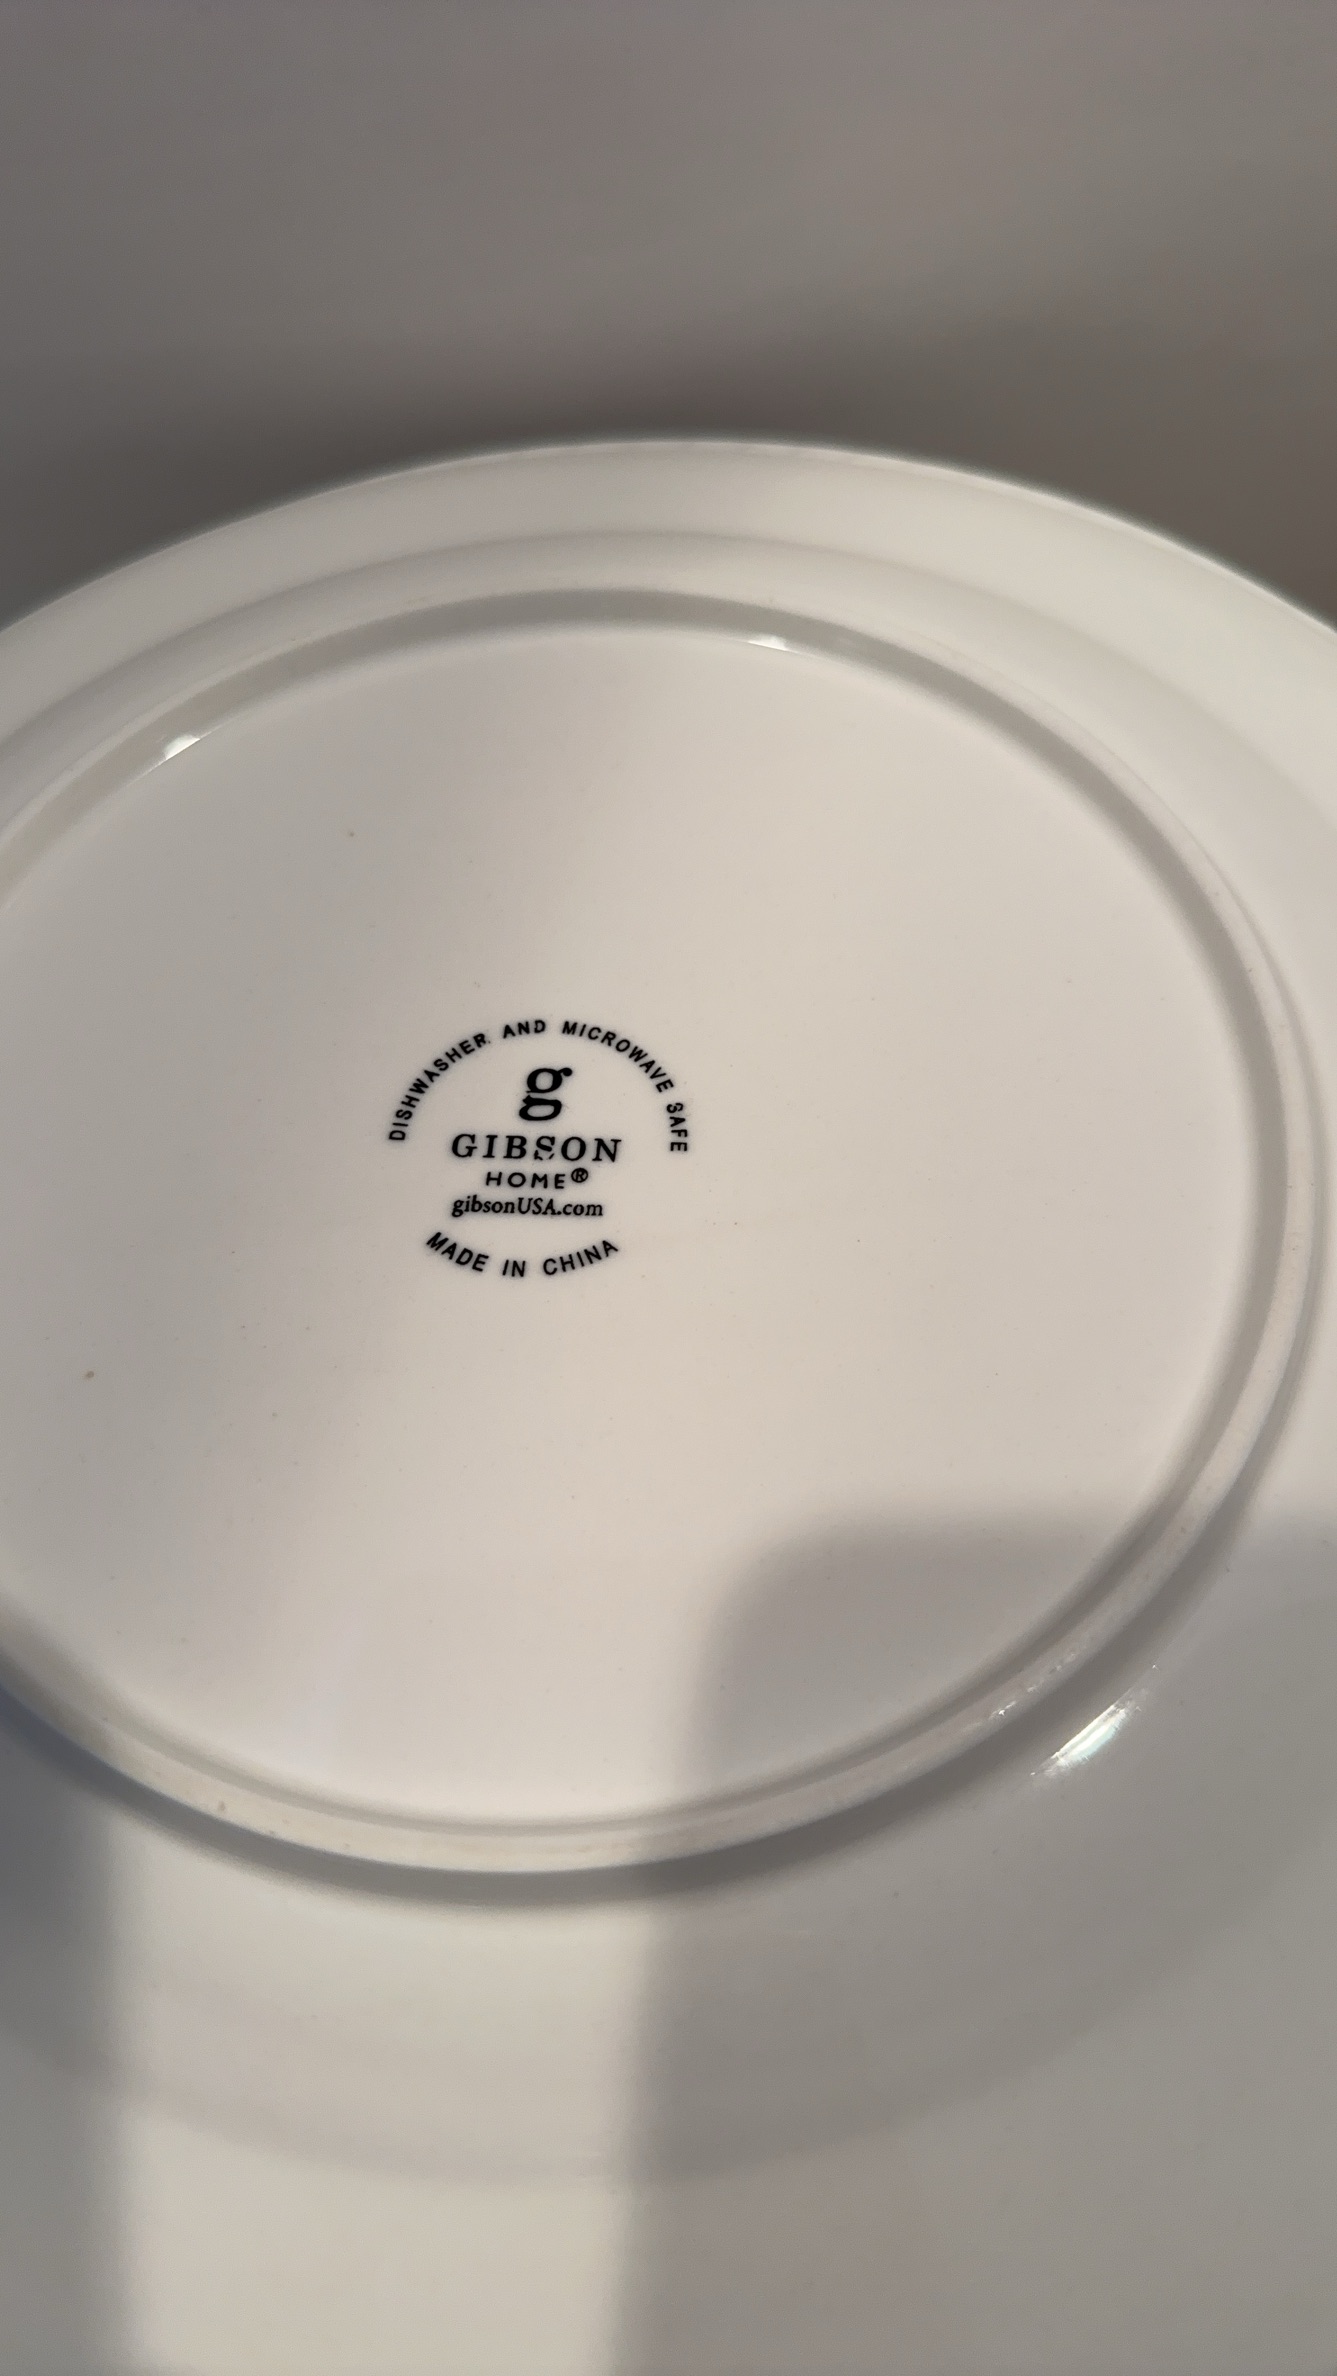 DISHWASHER AND MICROWAVE SAFE
g
GIBSON
HOME®
gibsonUSA.com
MADE IN CHINA